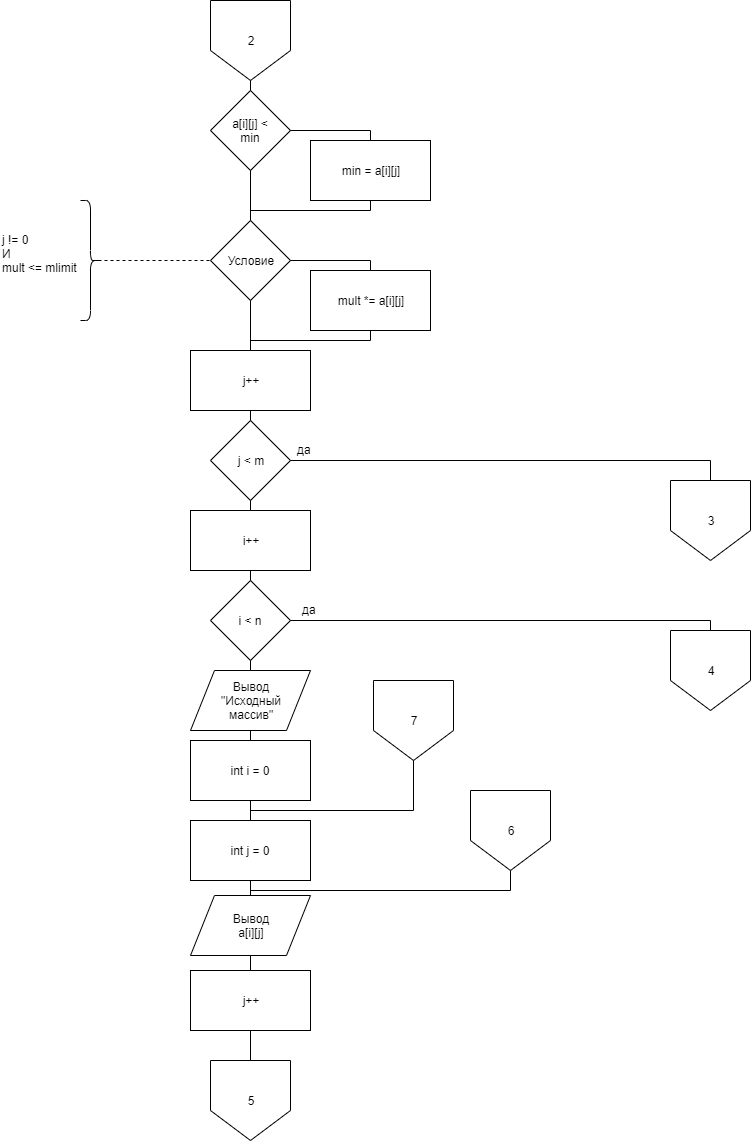 2
a[i][j] <
min
min = a[i][j]
j != 0
И
mult <= mlimit
Условие
mult *= a[i][j]
j++
j < m
да
3
i++
i < n
да
4
Вывод
"Исходный
массив"
7
int i = 0
6
int j = 0
Вывод
a[i][j]
j++
5